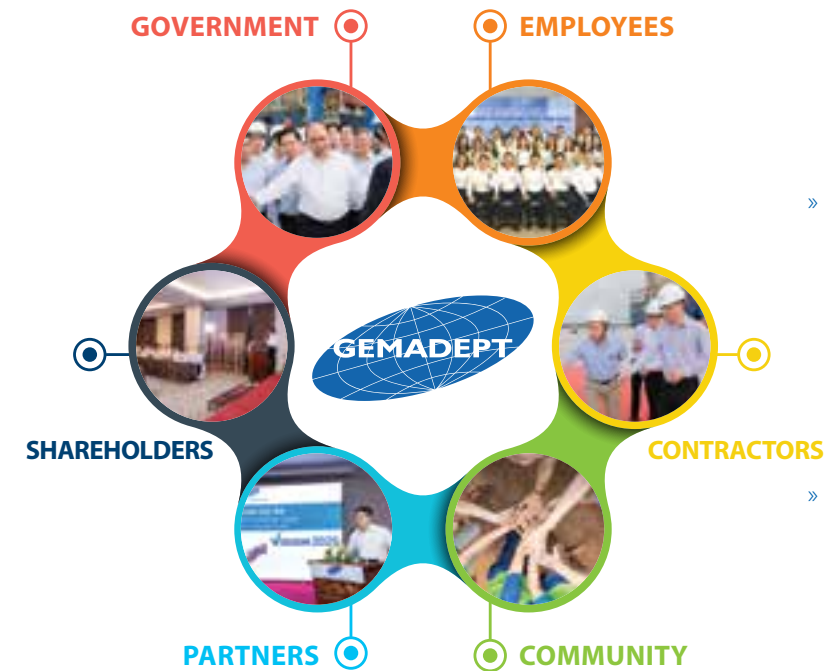 GOVERNMENT
EMPLOYEES
»
GEMADEPT
SHAREHOLDERS
CONTRACTORS
»
PARTNERS
COMMUNITY